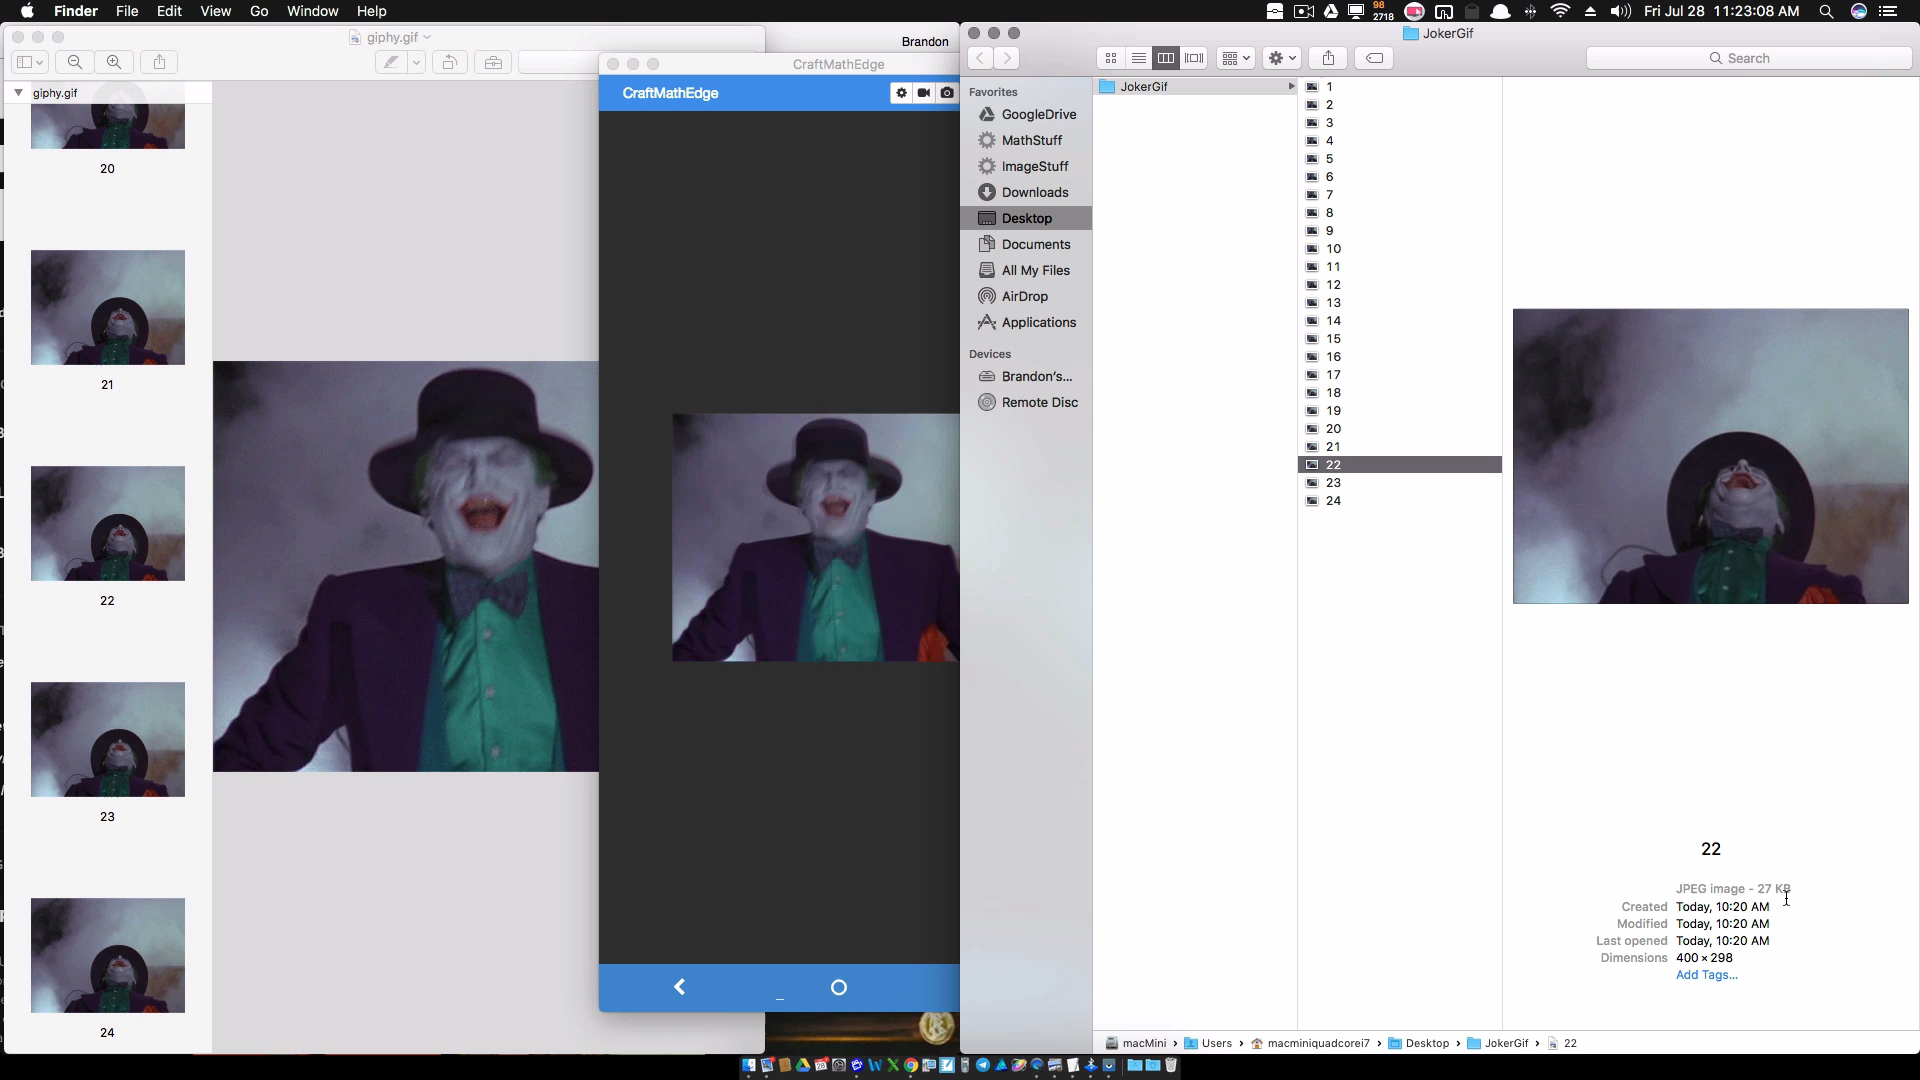 Finder File Edit View Go Window Help
98
2718
Fri Jul 28 11:23:08 AM
giphy.gif
giphy.gif
20
21
22
23
24
Brandon
CraftMathEdge
CraftMathEdge
JokerGif
Search
Favorites
GoogleDrive
MathStuff
ImageStuff
Downloads
Desktop
Documents
All My Files
AirDrop
Applications
Devices
Brandon's...
Remote Disc
JokerGif
1
2
3
4
5
6
7
8
9
10
11
12
13
14
15
16
17
18
19
20
21
22
23
24
22
JPEG image - 27 KB
Created Today, 10:20 AM
Modified Today, 10:20 AM
Last opened Today, 10:20 AM
Dimensions 400 × 298
Add Tags...
macMini Users macminiquadcorei7 Desktop JokerGif 22